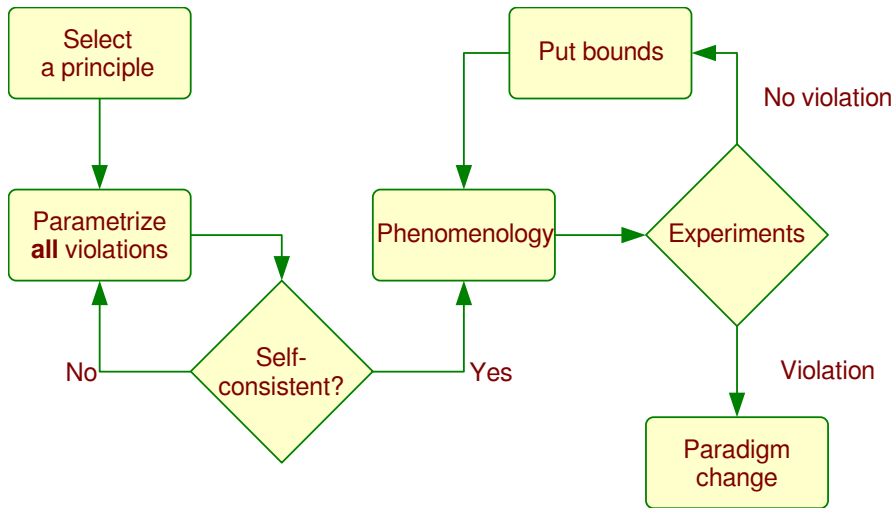 Select
a principle
Parametrize
all violations
No
Self-
consistent?
Yes
Phenomenology
Put bounds
Experiments
No violation
Violation
Paradigm
change